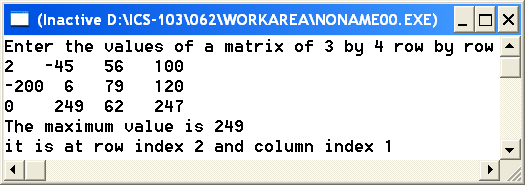 (Inactive D:\ICS-103\062\WORKAREA\NONAME00.EXE)
Enter the values of a matrix of 3 by 4 row by row
2 -45 56 100
-200 6 79 120
0 249 62 247
The maximum value is 249
it is at row index 2 and column index 1